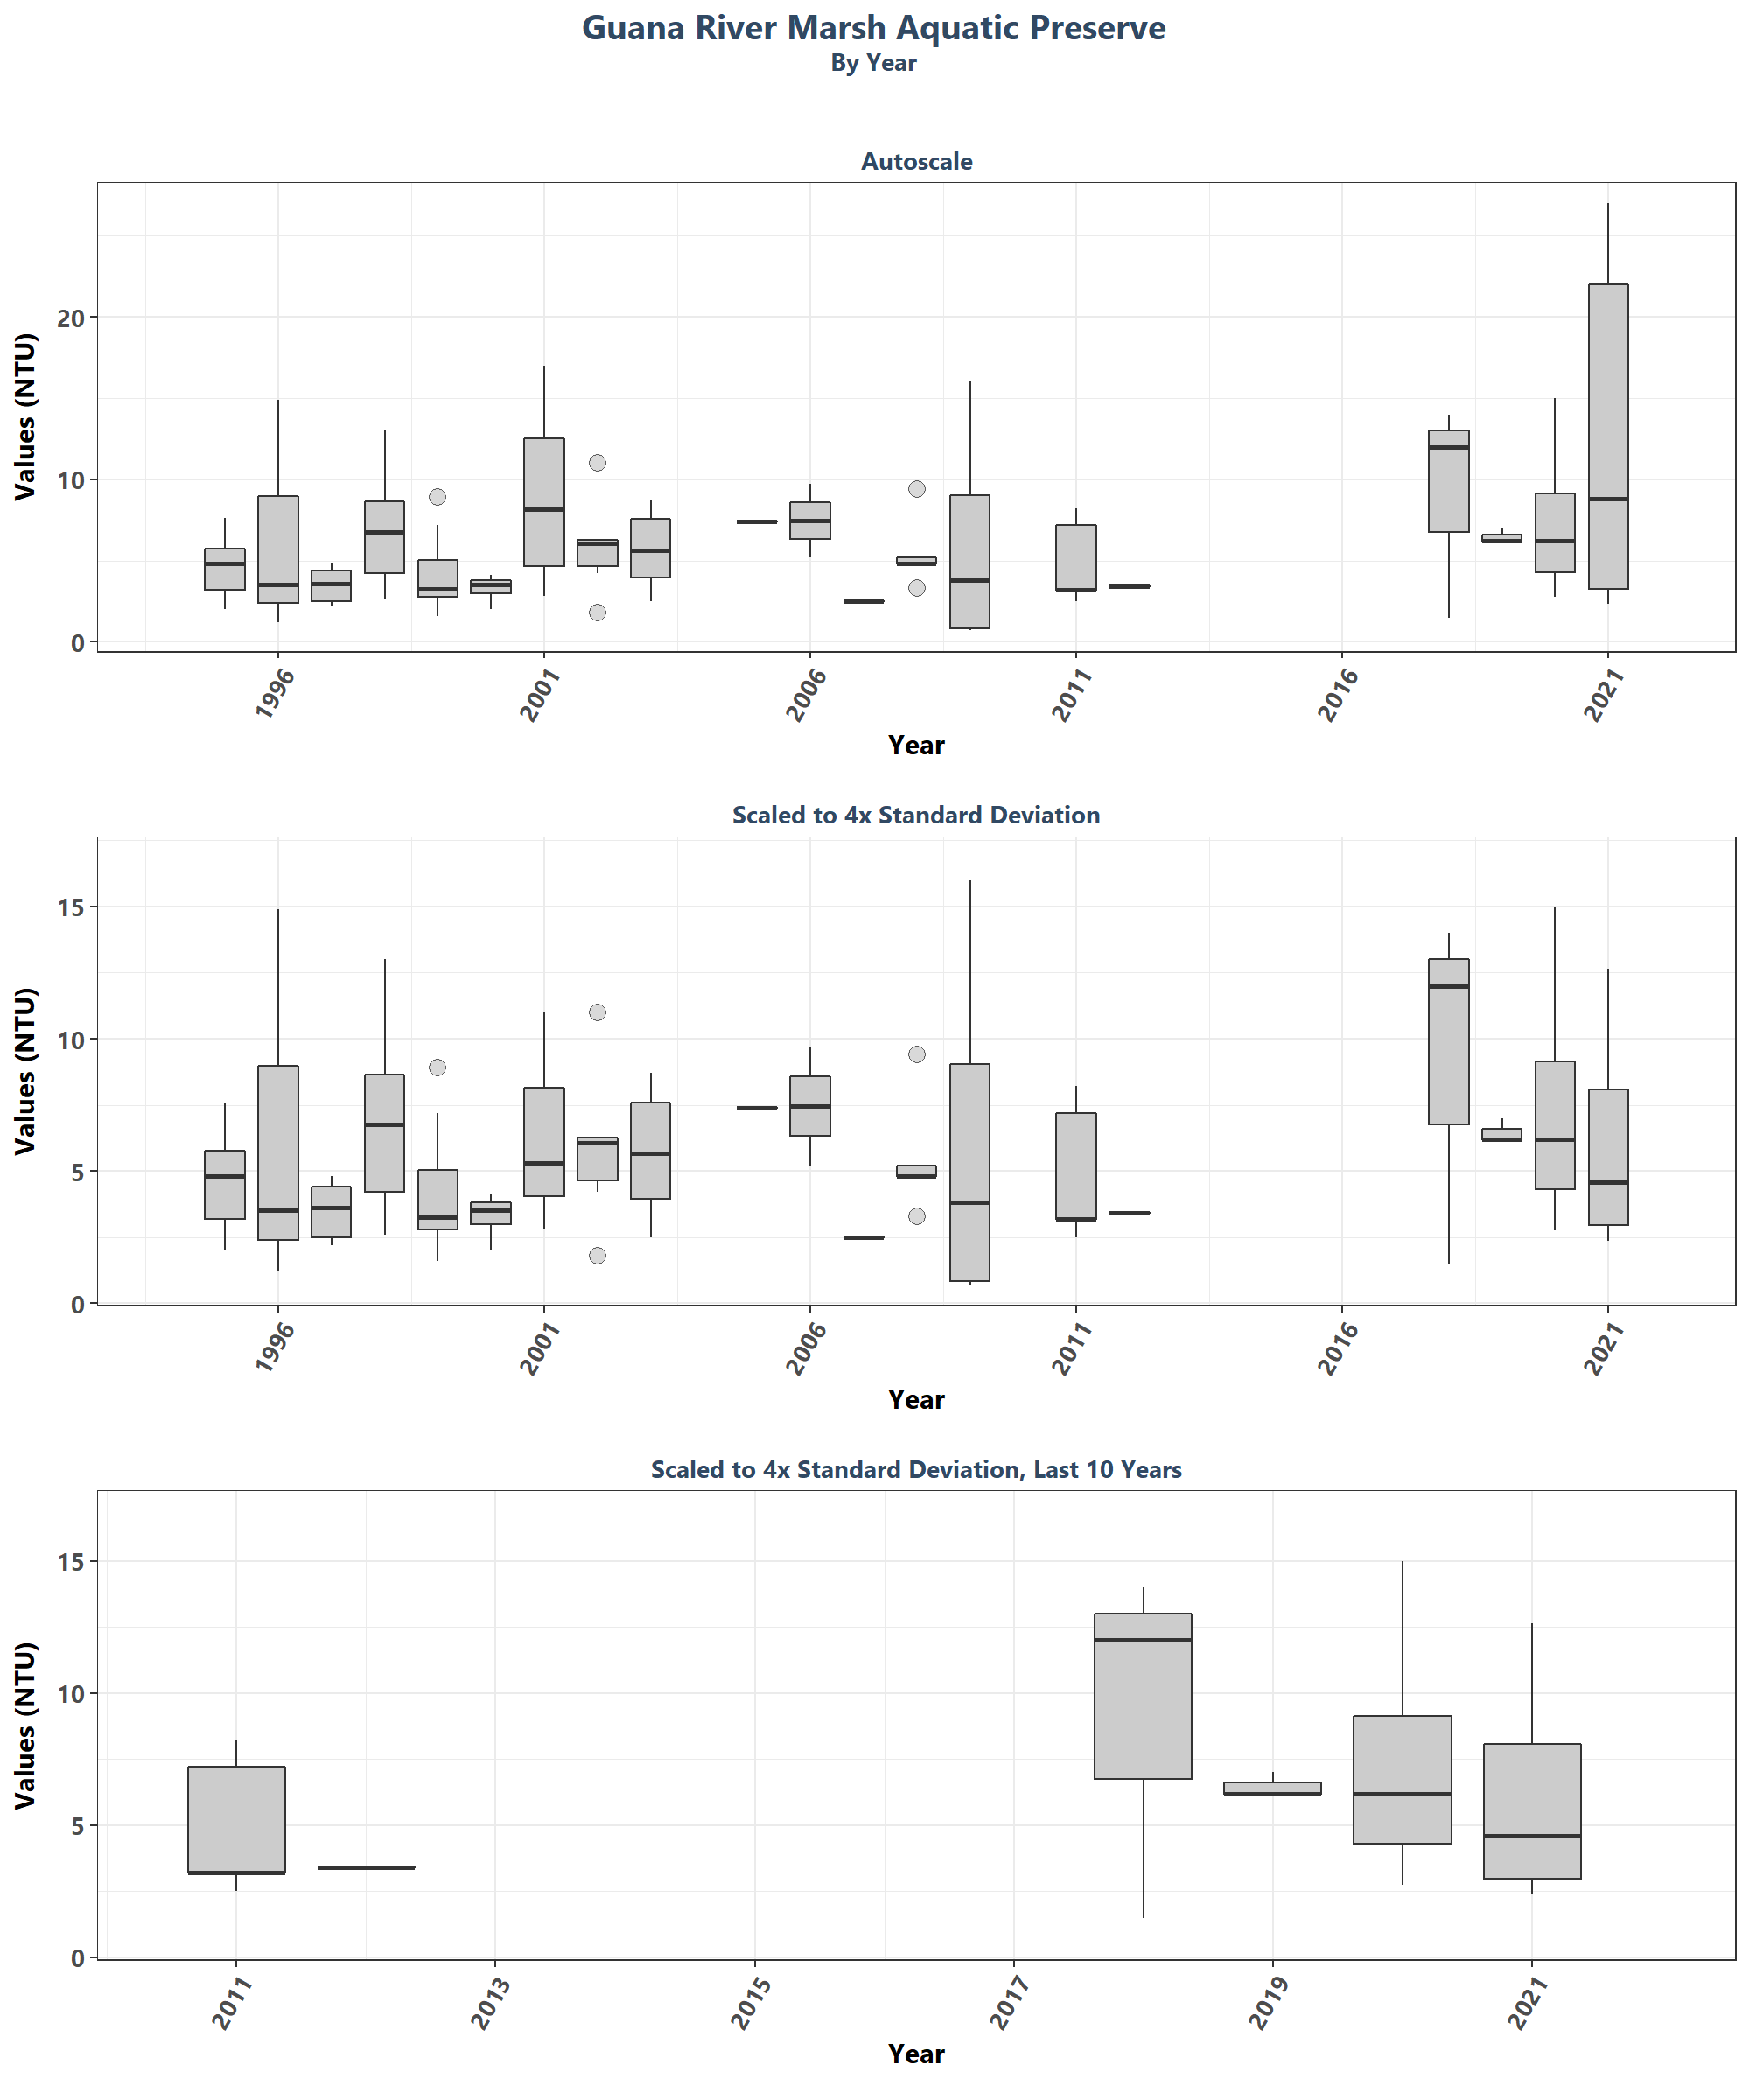 Guana River Marsh Aquatic Preserve
By Year
Autoscale
Values (NTU)
20
10
0
1996 2001 2006 2011 2016 2021
Year
Scaled to 4x Standard Deviation
Values (NTU)
15
10
5
0
1996 2001 2006 2011 2016 2021
Year
Scaled to 4x Standard Deviation, Last 10 Years
Values (NTU)
15
10
5
0
2011 2013 2015 2017 2019 2021
Year